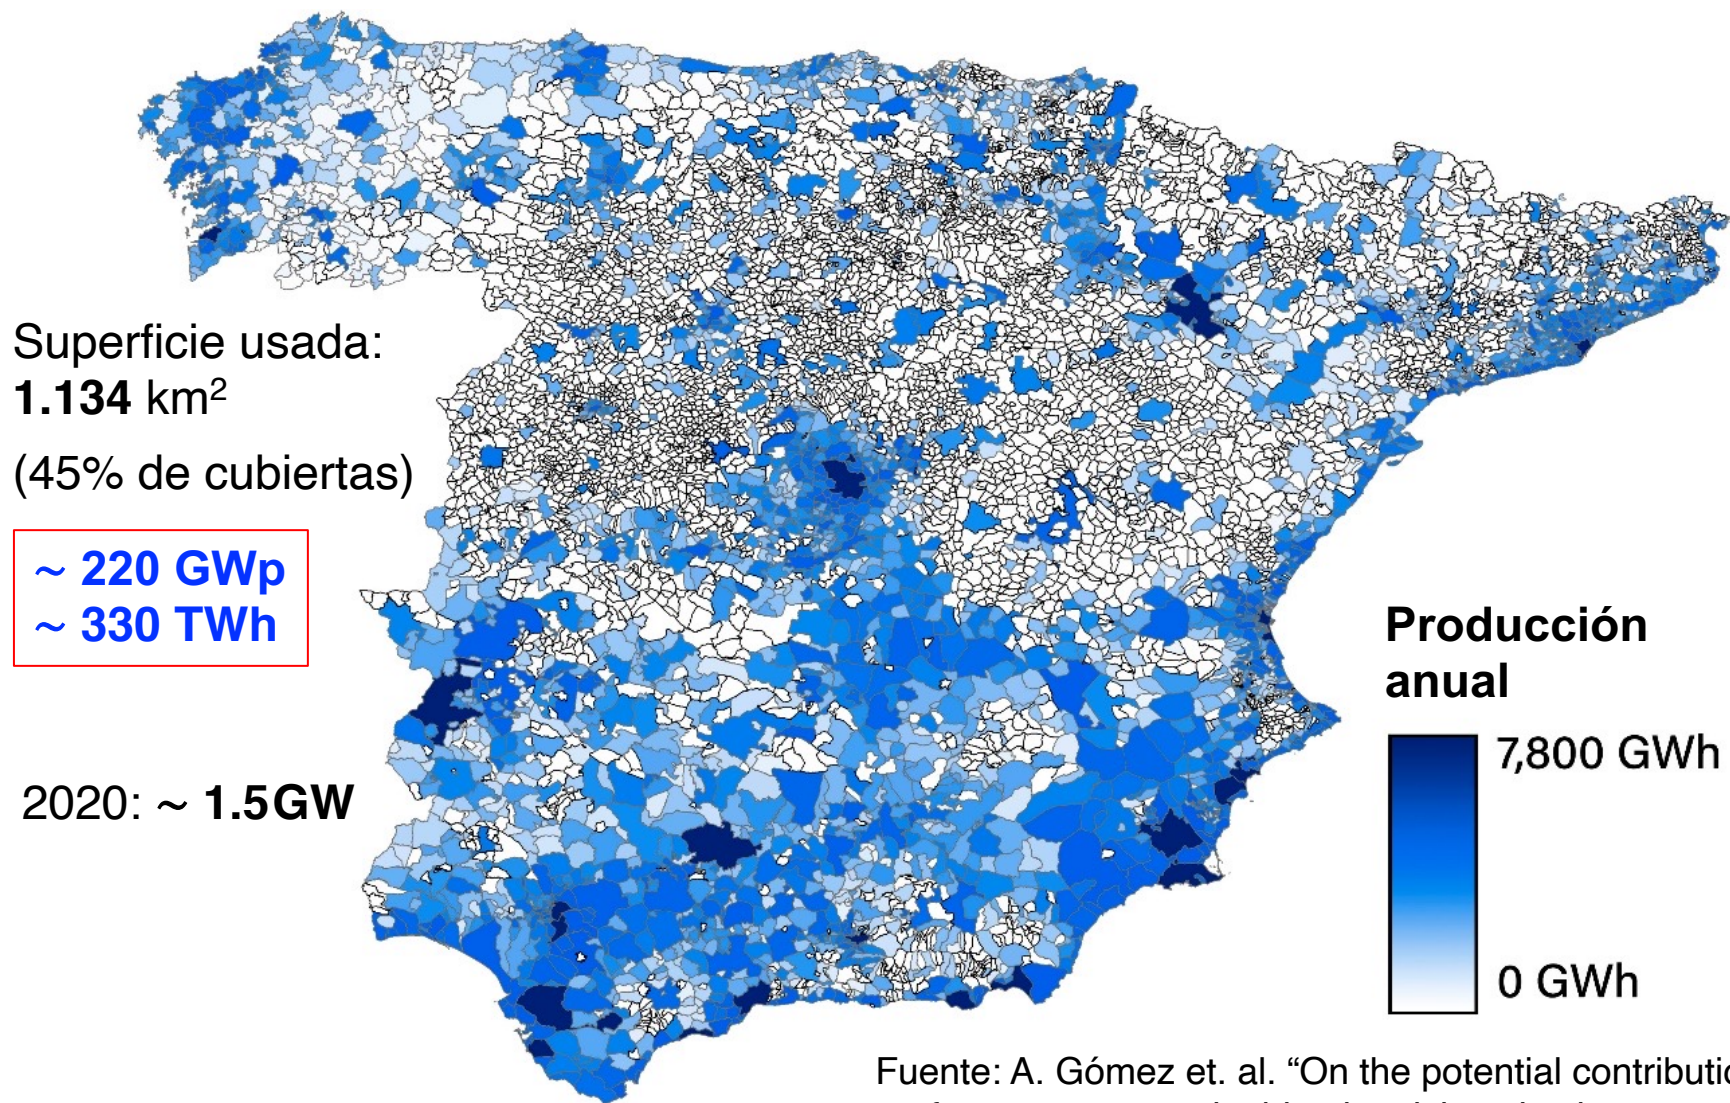 Superficie usada:
1.134 km²
(45% de cubiertas)
~ 220 GWp
~ 330 TWh
2020: ~ 1.5GW
Producción
anual
7,800 GWh
0 GWh
Fuente: A. Gómez et. al. “On the potential